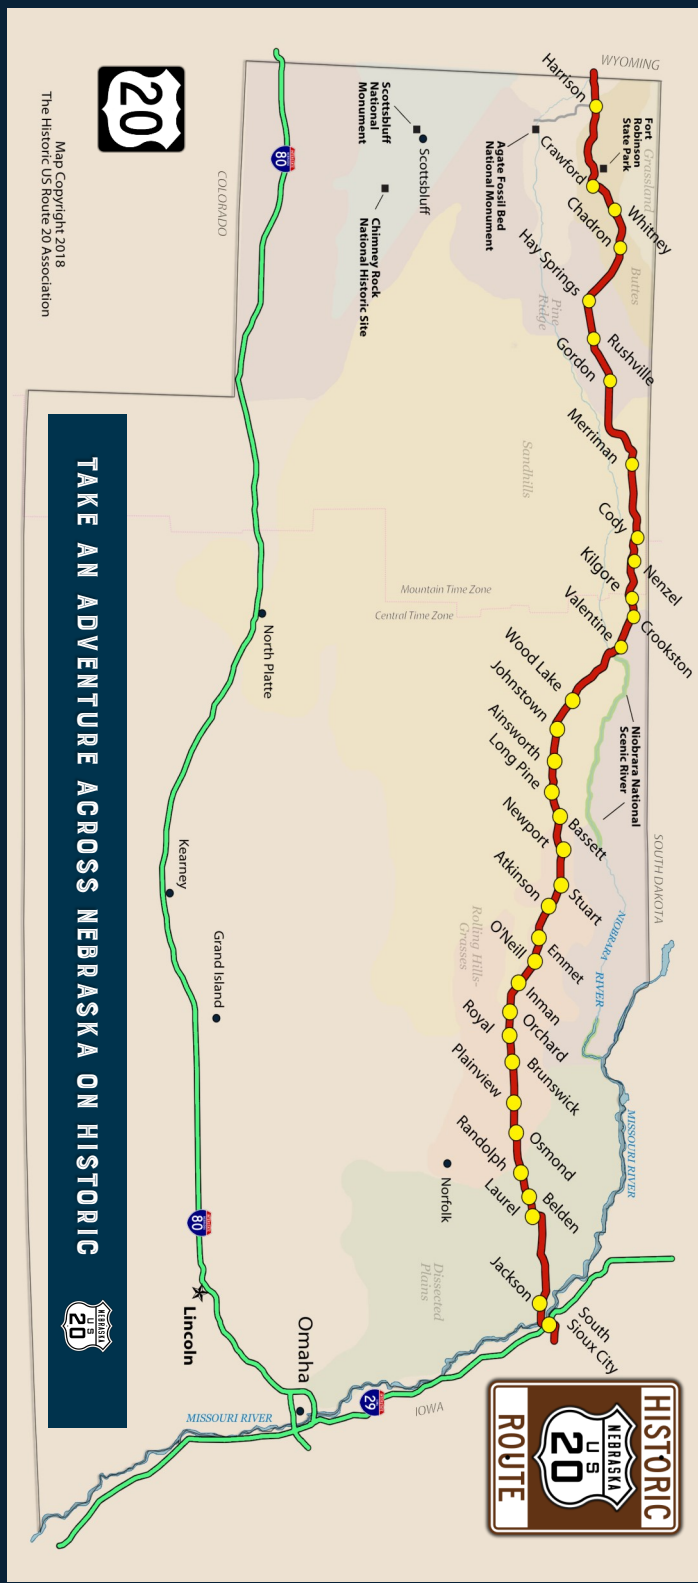 WYOMING
SOUTH DAKOTA
Harrison
Fort
Robinson
State Park
Grassland
Crawford
Whitney
Chadron
Buttes
Hay Springs
Rushville
Gordon
Merriman
Cody
Nenzel
Kilgore
Crookston
Valentine
Niobrara National
Scenic River
Wood Lake
Johnstown
Ainsworth
Long Pine
Bassett
Newport
Stuart
Atkinson
Emmet
O'Neill
Inman
Orchard
Royal
Brunswick
Plainview
Osmond
Randolph
Belden
Laurel
Jackson
South
Sioux City
NIOBRARA
RIVER
MISSOURI RIVER
HISTORIC
NEBRASKA
US
20
ROUTE
Agate Fossil Bed
National Monument
Pine
Ridge
Sandhills
Rolling Hills-
Grasses
Scottsbluff
National
Monument
Scottsbluff
Chimney Rock
National Historic Site
Mountain Time Zone
Central Time Zone
Norfolk
Dissected
Plains
IOWA
29
COLORADO
80
North Platte
Kearney
Grand Island
80
Lincoln
Omaha
MISSOURI RIVER
20
Map Copyright 2018
The Historic US Route 20 Association
TAKE AN ADVENTURE ACROSS NEBRASKA ON HISTORIC
NEBRASKA
US
20